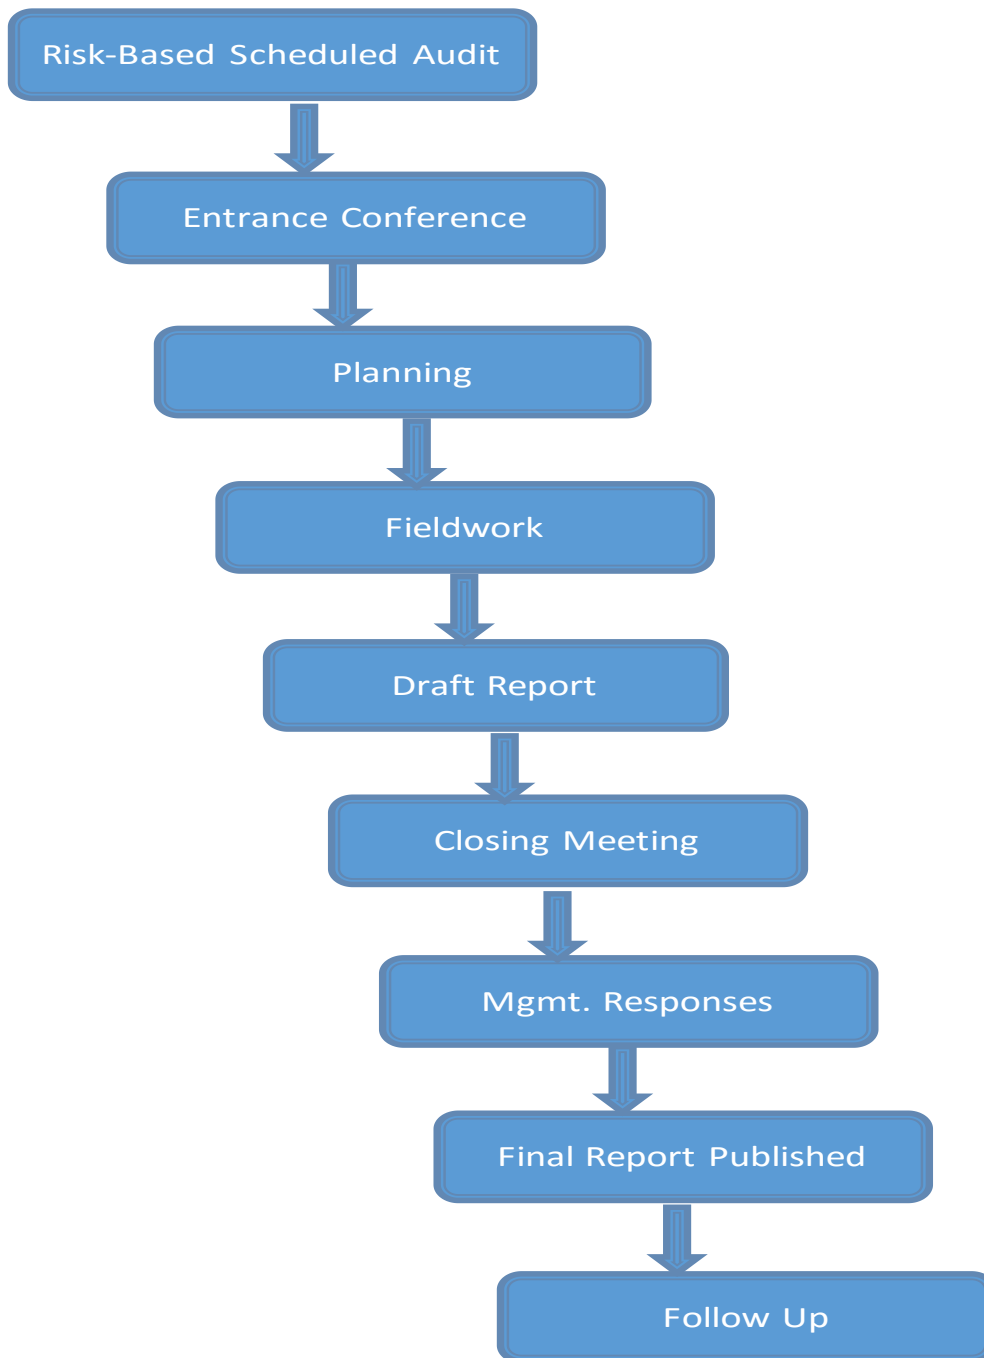 Risk-Based Scheduled Audit
Entrance Conference
Planning
Fieldwork
Draft Report
Closing Meeting
Mgmt. Responses
Final Report Published
Follow Up